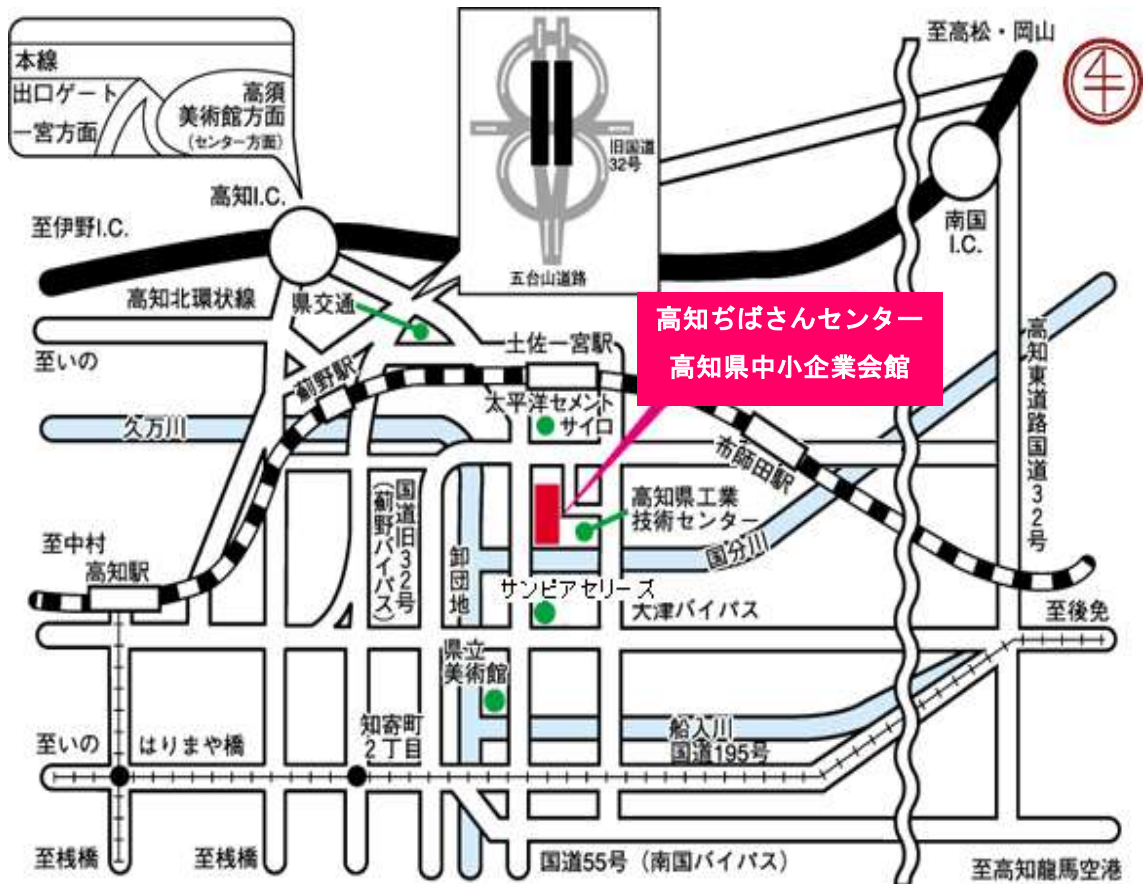 本線
出口ゲート
一宮方面
高須
美術館方面
(センター方面)
旧国道
32号
五台山道路
至高松・岡山
高知I.C.
至伊野I.C.
南国
I.C.
高知北環状線
県交通
至いの
土佐一宮駅
薊野駅
高知ぢばさんセンター
高知県中小企業会館
高知東道路国道32号
太平洋セメント
サイロ
久万川
布師田駅
国道旧32号
(薊野バイパス)
高知県工業
技術センター
国分川
至中村
高知駅
卸団地
サンピアセリーズ
大津バイパス
至後免
県立
美術館
知寄町
2丁目
船入川
国道195号
至いの
はりまや橋
至桟橋
至桟橋
国道55号(南国バイパス)
至高知龍馬空港